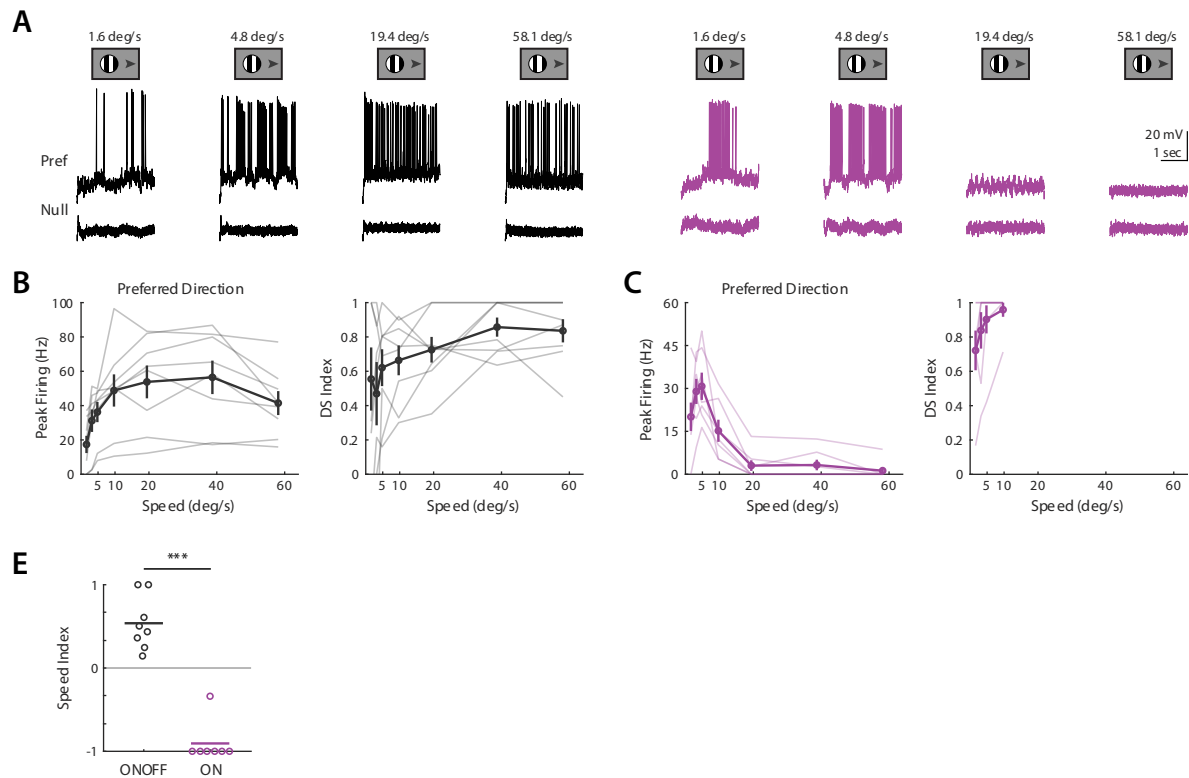 A
1.6 deg/s 4.8 deg/s 19.4 deg/s 58.1 deg/s 1.6 deg/s 4.8 deg/s 19.4 deg/s 58.1 deg/s
Pref
20 mV
1 sec
Null
B
Preferred Direction
Peak Firing (Hz)
100
80
60
40
20
0
5 10 20 40 60
Speed (deg/s)
DS Index
1
0.8
0.6
0.4
0.2
0
5 10 20 40 60
Speed (deg/s)
C
Preferred Direction
Peak Firing (Hz)
60
45
30
15
0
5 10 20 40 60
Speed (deg/s)
DS Index
1
0.8
0.6
0.4
0.2
0
5 10 20 40 60
Speed (deg/s)
E
***
Speed Index
1
0
-1
ONOFF ON